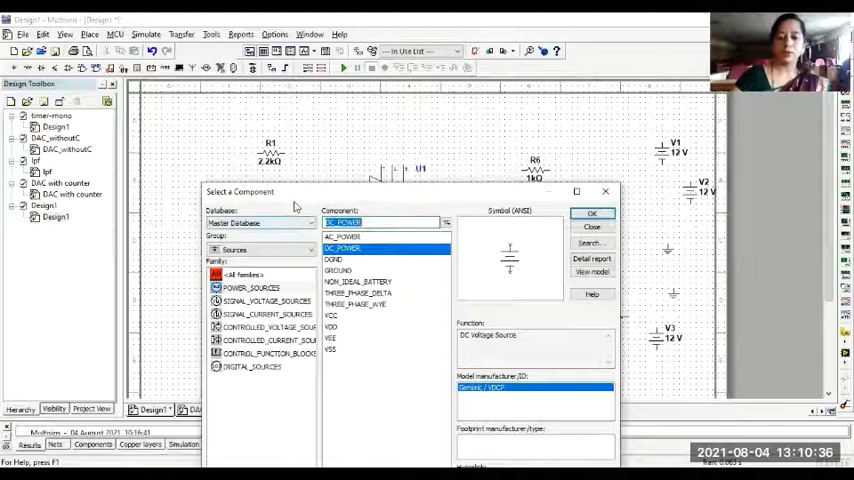 Design1 - Multisim - [Design1 *]
File Edit View Place MCU Simulate Transfer Tools Reports Options Window Help
--- In Use List ---
Design Toolbox
timer-mono
Design1
DAC_withoutC
DAC_withoutC
lpf
lpf
DAC with counter
DAC with counter
Design1
Design1
Hierarchy Visibility Project View
R1
2.2kΩ
U1
R6
1kΩ
V1
12 V
V2
12 V
V3
12 V
Select a Component
Database:
Master Database
Group:
Sources
Family:
<All families>
POWER_SOURCES
SIGNAL_VOLTAGE_SOURCES
SIGNAL_CURRENT_SOURCES
CONTROLLED_VOLTAGE_SOUR
CONTROLLED_CURRENT_SOUR
CONTROL_FUNCTION_BLOCKS
DIGITAL_SOURCES
Component:
DC_POWER
AC_POWER
DC_POWER
DGND
GROUND
NON_IDEAL_BATTERY
THREE_PHASE_DELTA
THREE_PHASE_WYE
VCC
VDD
VEE
VSS
Symbol (ANSI)
OK
Close
Search...
Detail report
View model
Help
Function:
DC Voltage Source
Model manufacturer/ID:
Generic / VDCP
Footprint manufacturer/type:
Hyperlink
Design1 *
Multisim - 04 August 2021, 10:16:41
Results Nets Components Copper layers Simulation
For Help, press F1
Tran: 0.063 s
2021-08-04 13:10:36